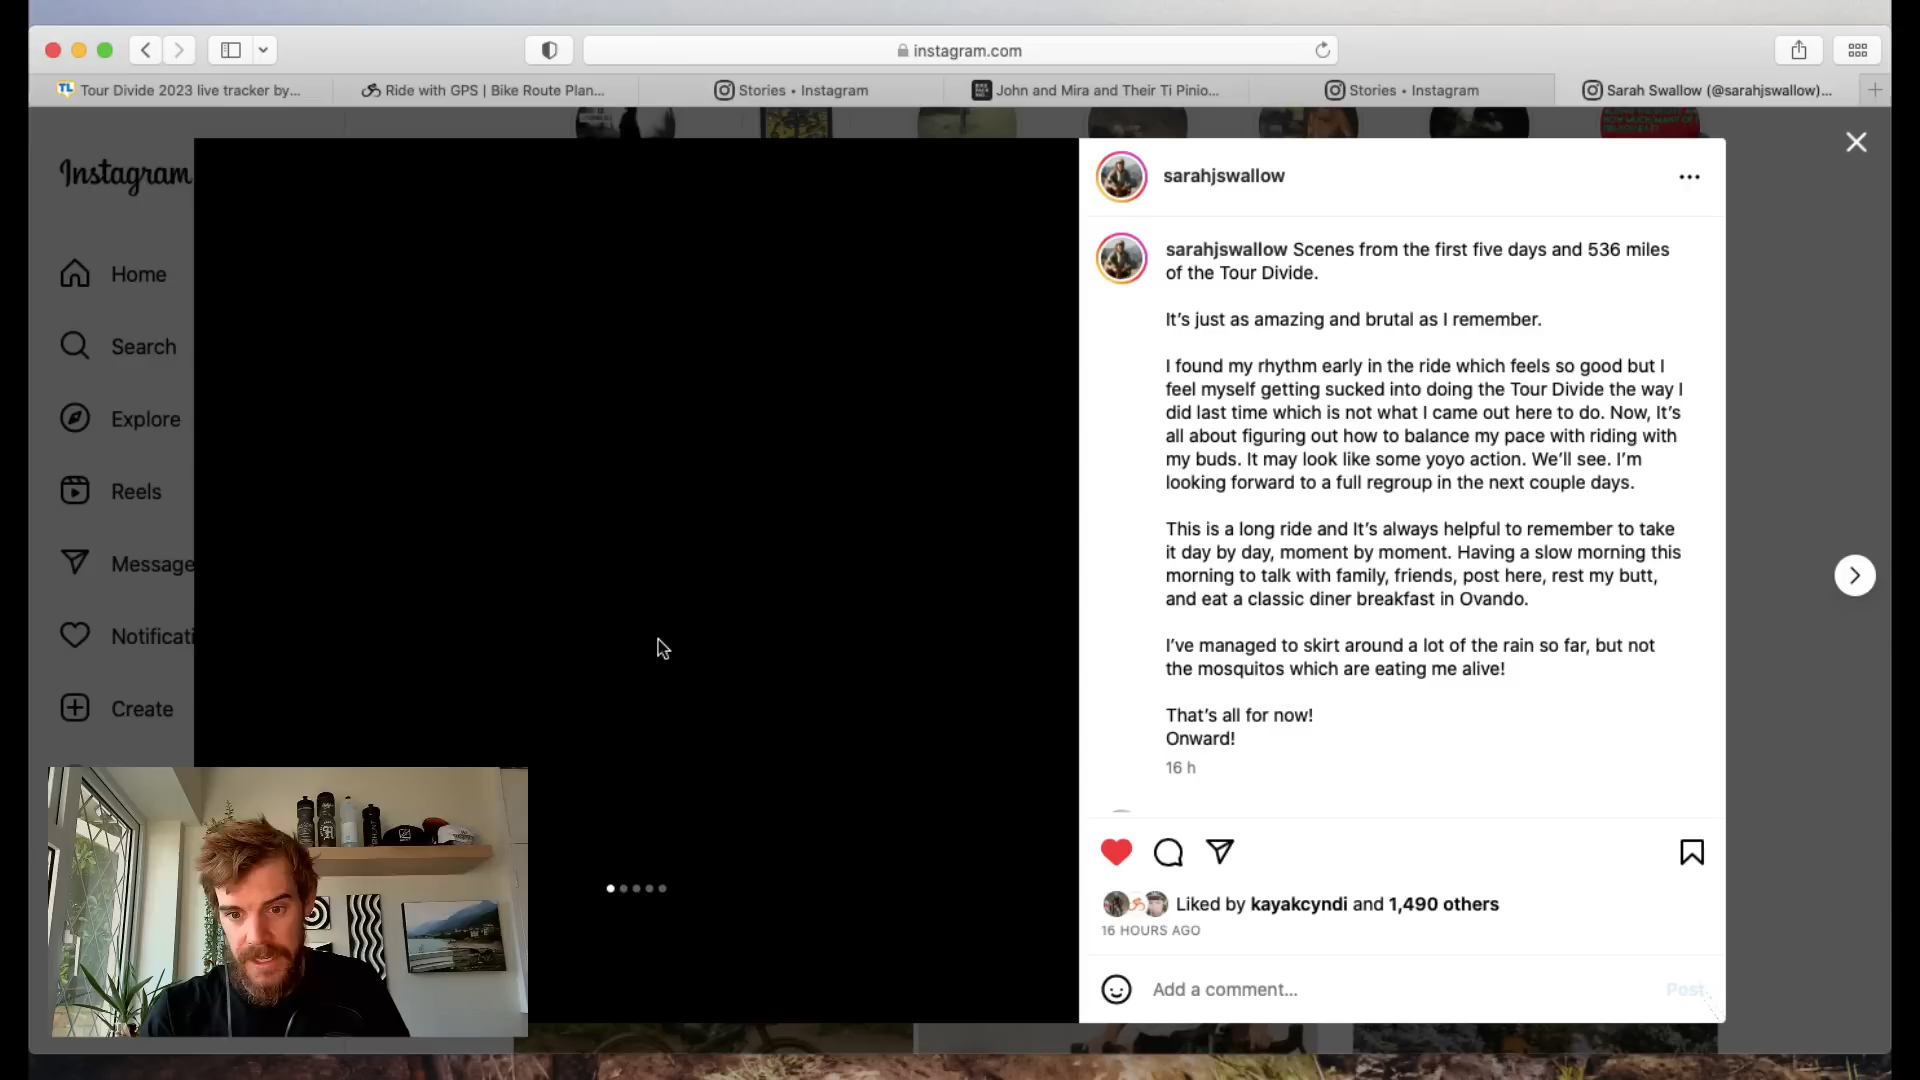 instagram.com
Tour Divide 2023 live tracker by...
Ride with GPS | Bike Route Plan...
Stories • Instagram
John and Mira and Their Ti Pinio...
Stories • Instagram
Sarah Swallow (@sarahjswallow)...
Instagram
Home
Search
Explore
Reels
Message
Notificati
Create
sarahjswallow
sarahjswallow Scenes from the first five days and 536 miles
of the Tour Divide.
It's just as amazing and brutal as I remember.
I found my rhythm early in the ride which feels so good but I
feel myself getting sucked into doing the Tour Divide the way I
did last time which is not what I came out here to do. Now, It's
all about figuring out how to balance my pace with riding with
my buds. It may look like some yoyo action. We'll see. I'm
looking forward to a full regroup in the next couple days.
This is a long ride and It's always helpful to remember to take
it day by day, moment by moment. Having a slow morning this
morning to talk with family, friends, post here, rest my butt,
and eat a classic diner breakfast in Ovando.
I've managed to skirt around a lot of the rain so far, but not
the mosquitos which are eating me alive!
That's all for now!
Onward!
16 h
Liked by kayakcyndi and 1,490 others
16 HOURS AGO
Add a comment...
Post